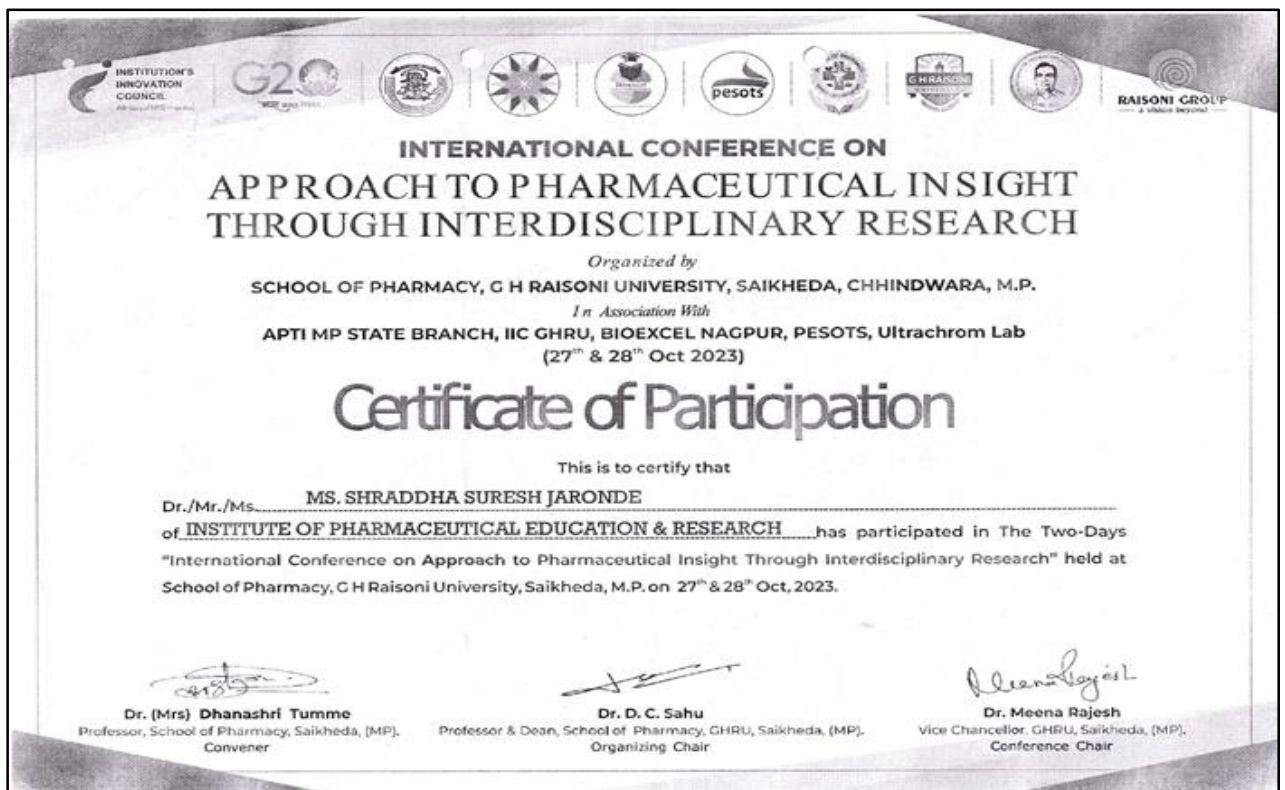 INSTITUTION'S
INNOVATION
COUNCIL
G20
pesots
G H RAISONI
RAISONI GROUP
a vision beyond
INTERNATIONAL CONFERENCE ON
APPROACH TO PHARMACEUTICAL INSIGHT
THROUGH INTERDISCIPLINARY RESEARCH
Organized by
SCHOOL OF PHARMACY, G H RAISONI UNIVERSITY, SAIKHEDA, CHHINDWARA, M.P.
In Association With
APTI MP STATE BRANCH, IIC GHRU, BIOEXCEL NAGPUR, PESOTS, Ultrachrom Lab
(27th & 28th Oct 2023)
Certificate of Participation
This is to certify that
Dr./Mr./Ms. MS. SHRADDHA SURESH JARONDE
of INSTITUTE OF PHARMACEUTICAL EDUCATION & RESEARCH has participated in The Two-Days
"International Conference on Approach to Pharmaceutical Insight Through Interdisciplinary Research" held at
School of Pharmacy, G H Raisoni University, Saikheda, M.P. on 27th & 28th Oct, 2023.
Meena Rajesh
Dr. (Mrs) Dhanashri Tumme
Professor, School of Pharmacy, Saikheda, (MP).
Convener
Dr. D. C. Sahu
Professor & Dean, School of Pharmacy, GHRU, Saikheda, (MP).
Organizing Chair
Dr. Meena Rajesh
Vice Chancellor, GHRU, Saikheda, (MP).
Conference Chair